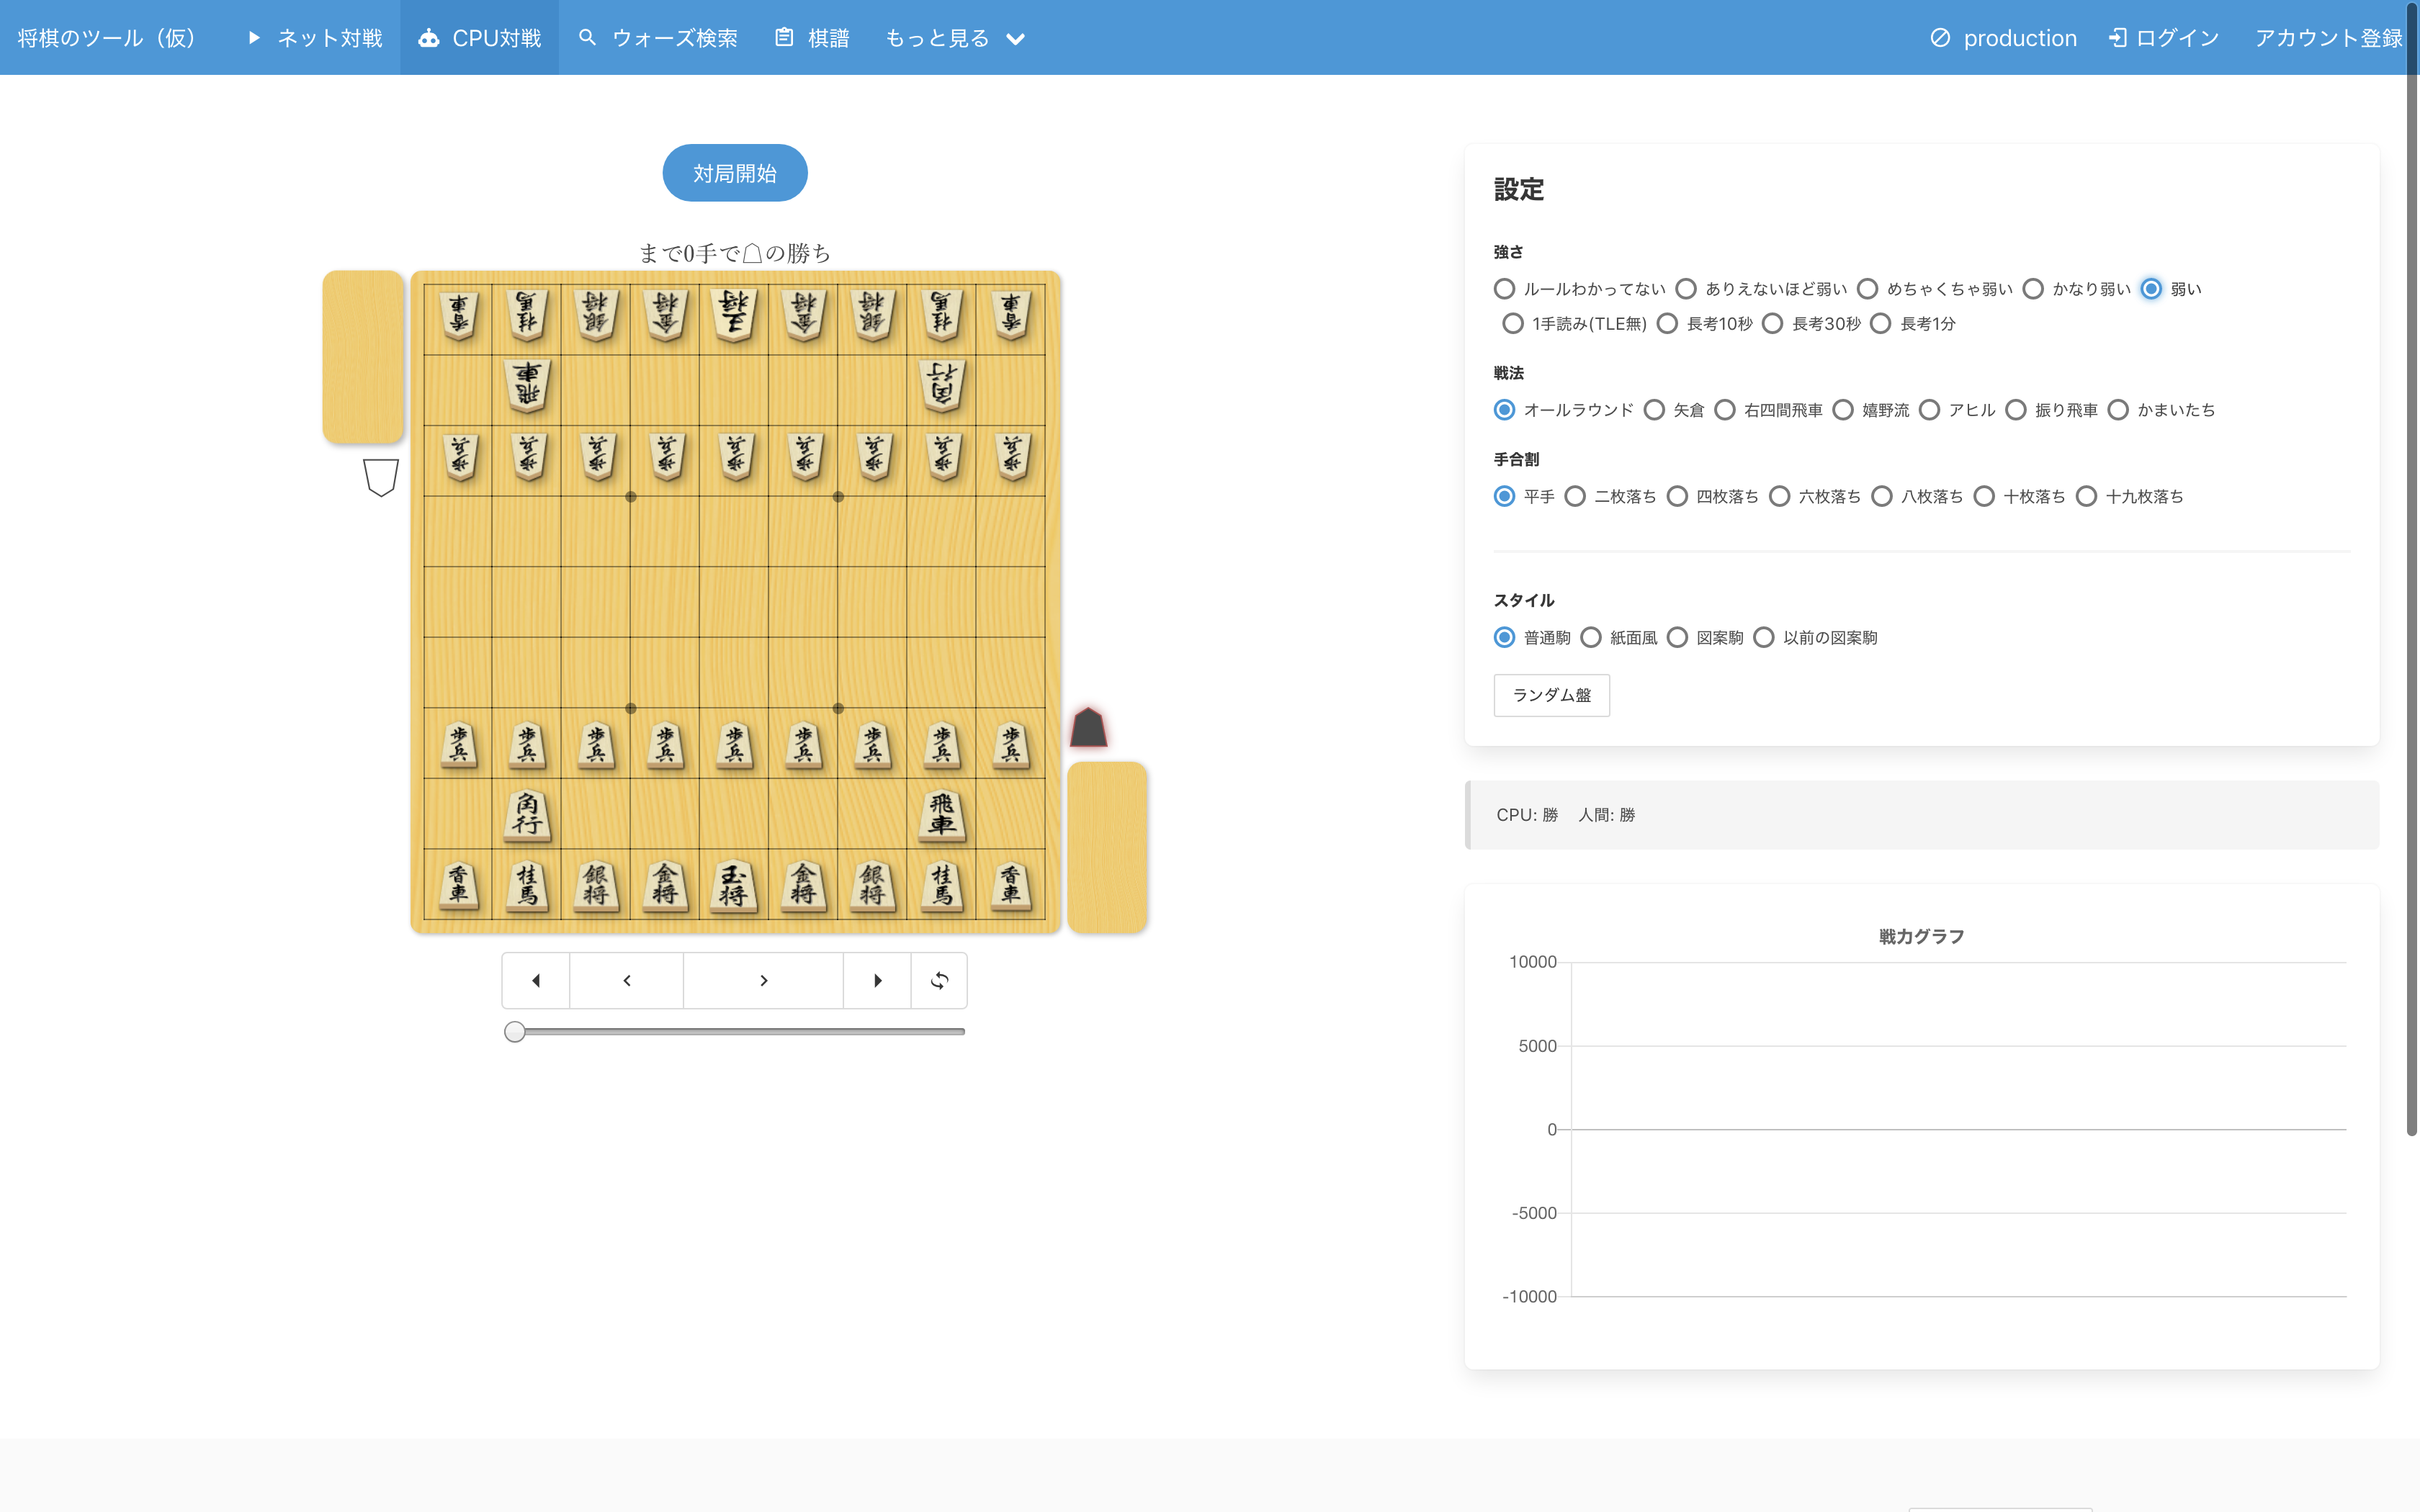 将棋のツール（仮） ネット対戦 CPU対戦 ウォーズ検索 棋譜 もっと見る production ログイン アカウント登録
対局開始
まで0手で☖の勝ち
香車 桂馬 銀将 金将 王将 金将 銀将 桂馬 香車
飛車 角行
歩兵 歩兵 歩兵 歩兵 歩兵 歩兵 歩兵 歩兵 歩兵
歩兵 歩兵 歩兵 歩兵 歩兵 歩兵 歩兵 歩兵 歩兵
角行 飛車
香車 桂馬 銀将 金将 玉将 金将 銀将 桂馬 香車
設定
強さ
ルールわかってない ありえないほど弱い めちゃくちゃ弱い かなり弱い 弱い
1手読み(TLE無) 長考10秒 長考30秒 長考1分
戦法
オールラウンド 矢倉 右四間飛車 嬉野流 アヒル 振り飛車 かまいたち
手合割
平手 二枚落ち 四枚落ち 六枚落ち 八枚落ち 十枚落ち 十九枚落ち
スタイル
普通駒 紙面風 図案駒 以前の図案駒
ランダム盤
CPU: 勝 人間: 勝
戦力グラフ
10000
5000
0
-5000
-10000